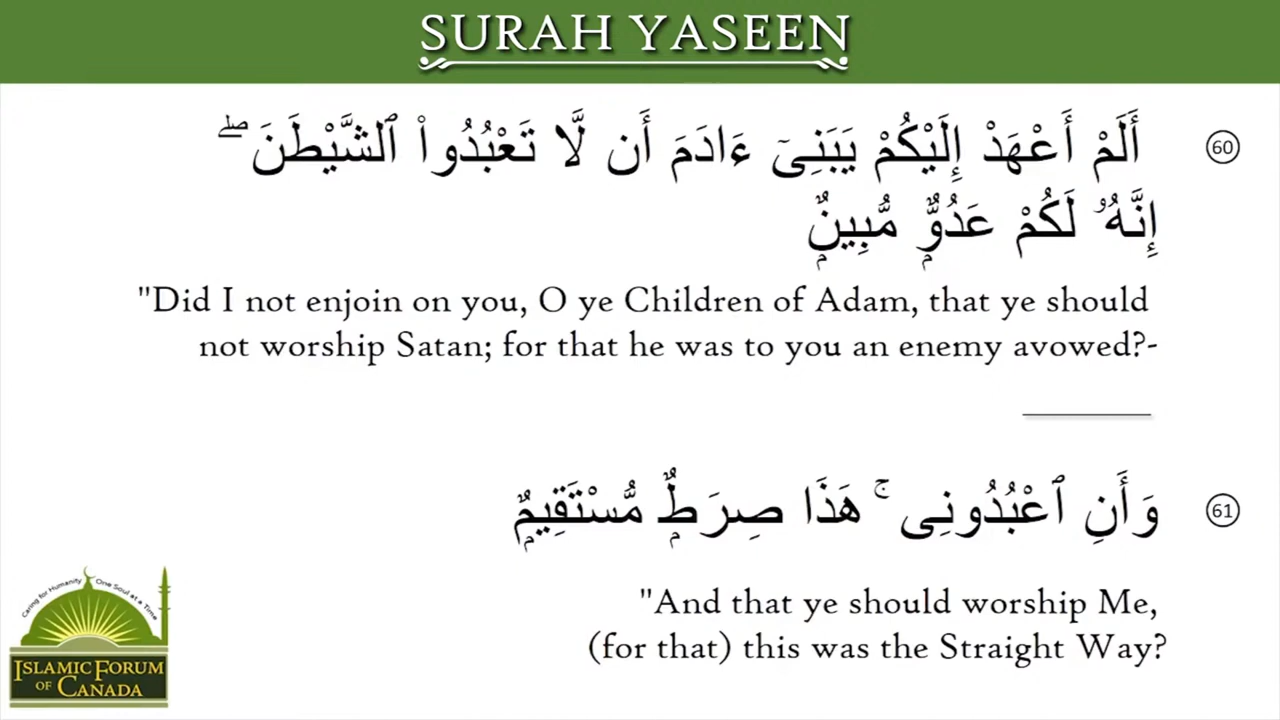 SURAH YASEEN
أَلَمْ أَعْهَدْ إِلَيْكُمْ يَبَنِىٓ ءَادَمَ أَن لَّا تَعْبُدُوا۟ ٱلشَّيْطَنَ ۖ
60
إِنَّهُۥ لَكُمْ عَدُوٌّۭ مُّبِينٌۭ
"Did I not enjoin on you, O ye Children of Adam, that ye should
not worship Satan; for that he was to you an enemy avowed?-
وَأَنِ ٱعْبُدُونِى ۚ هَذَا صِرَطٌۭ مُّسْتَقِيمٌۭ
61
"And that ye should worship Me,
(for that) this was the Straight Way?
Caring for Humanity One Soul at a Time
ISLAMIC FORUM
OF CANADA